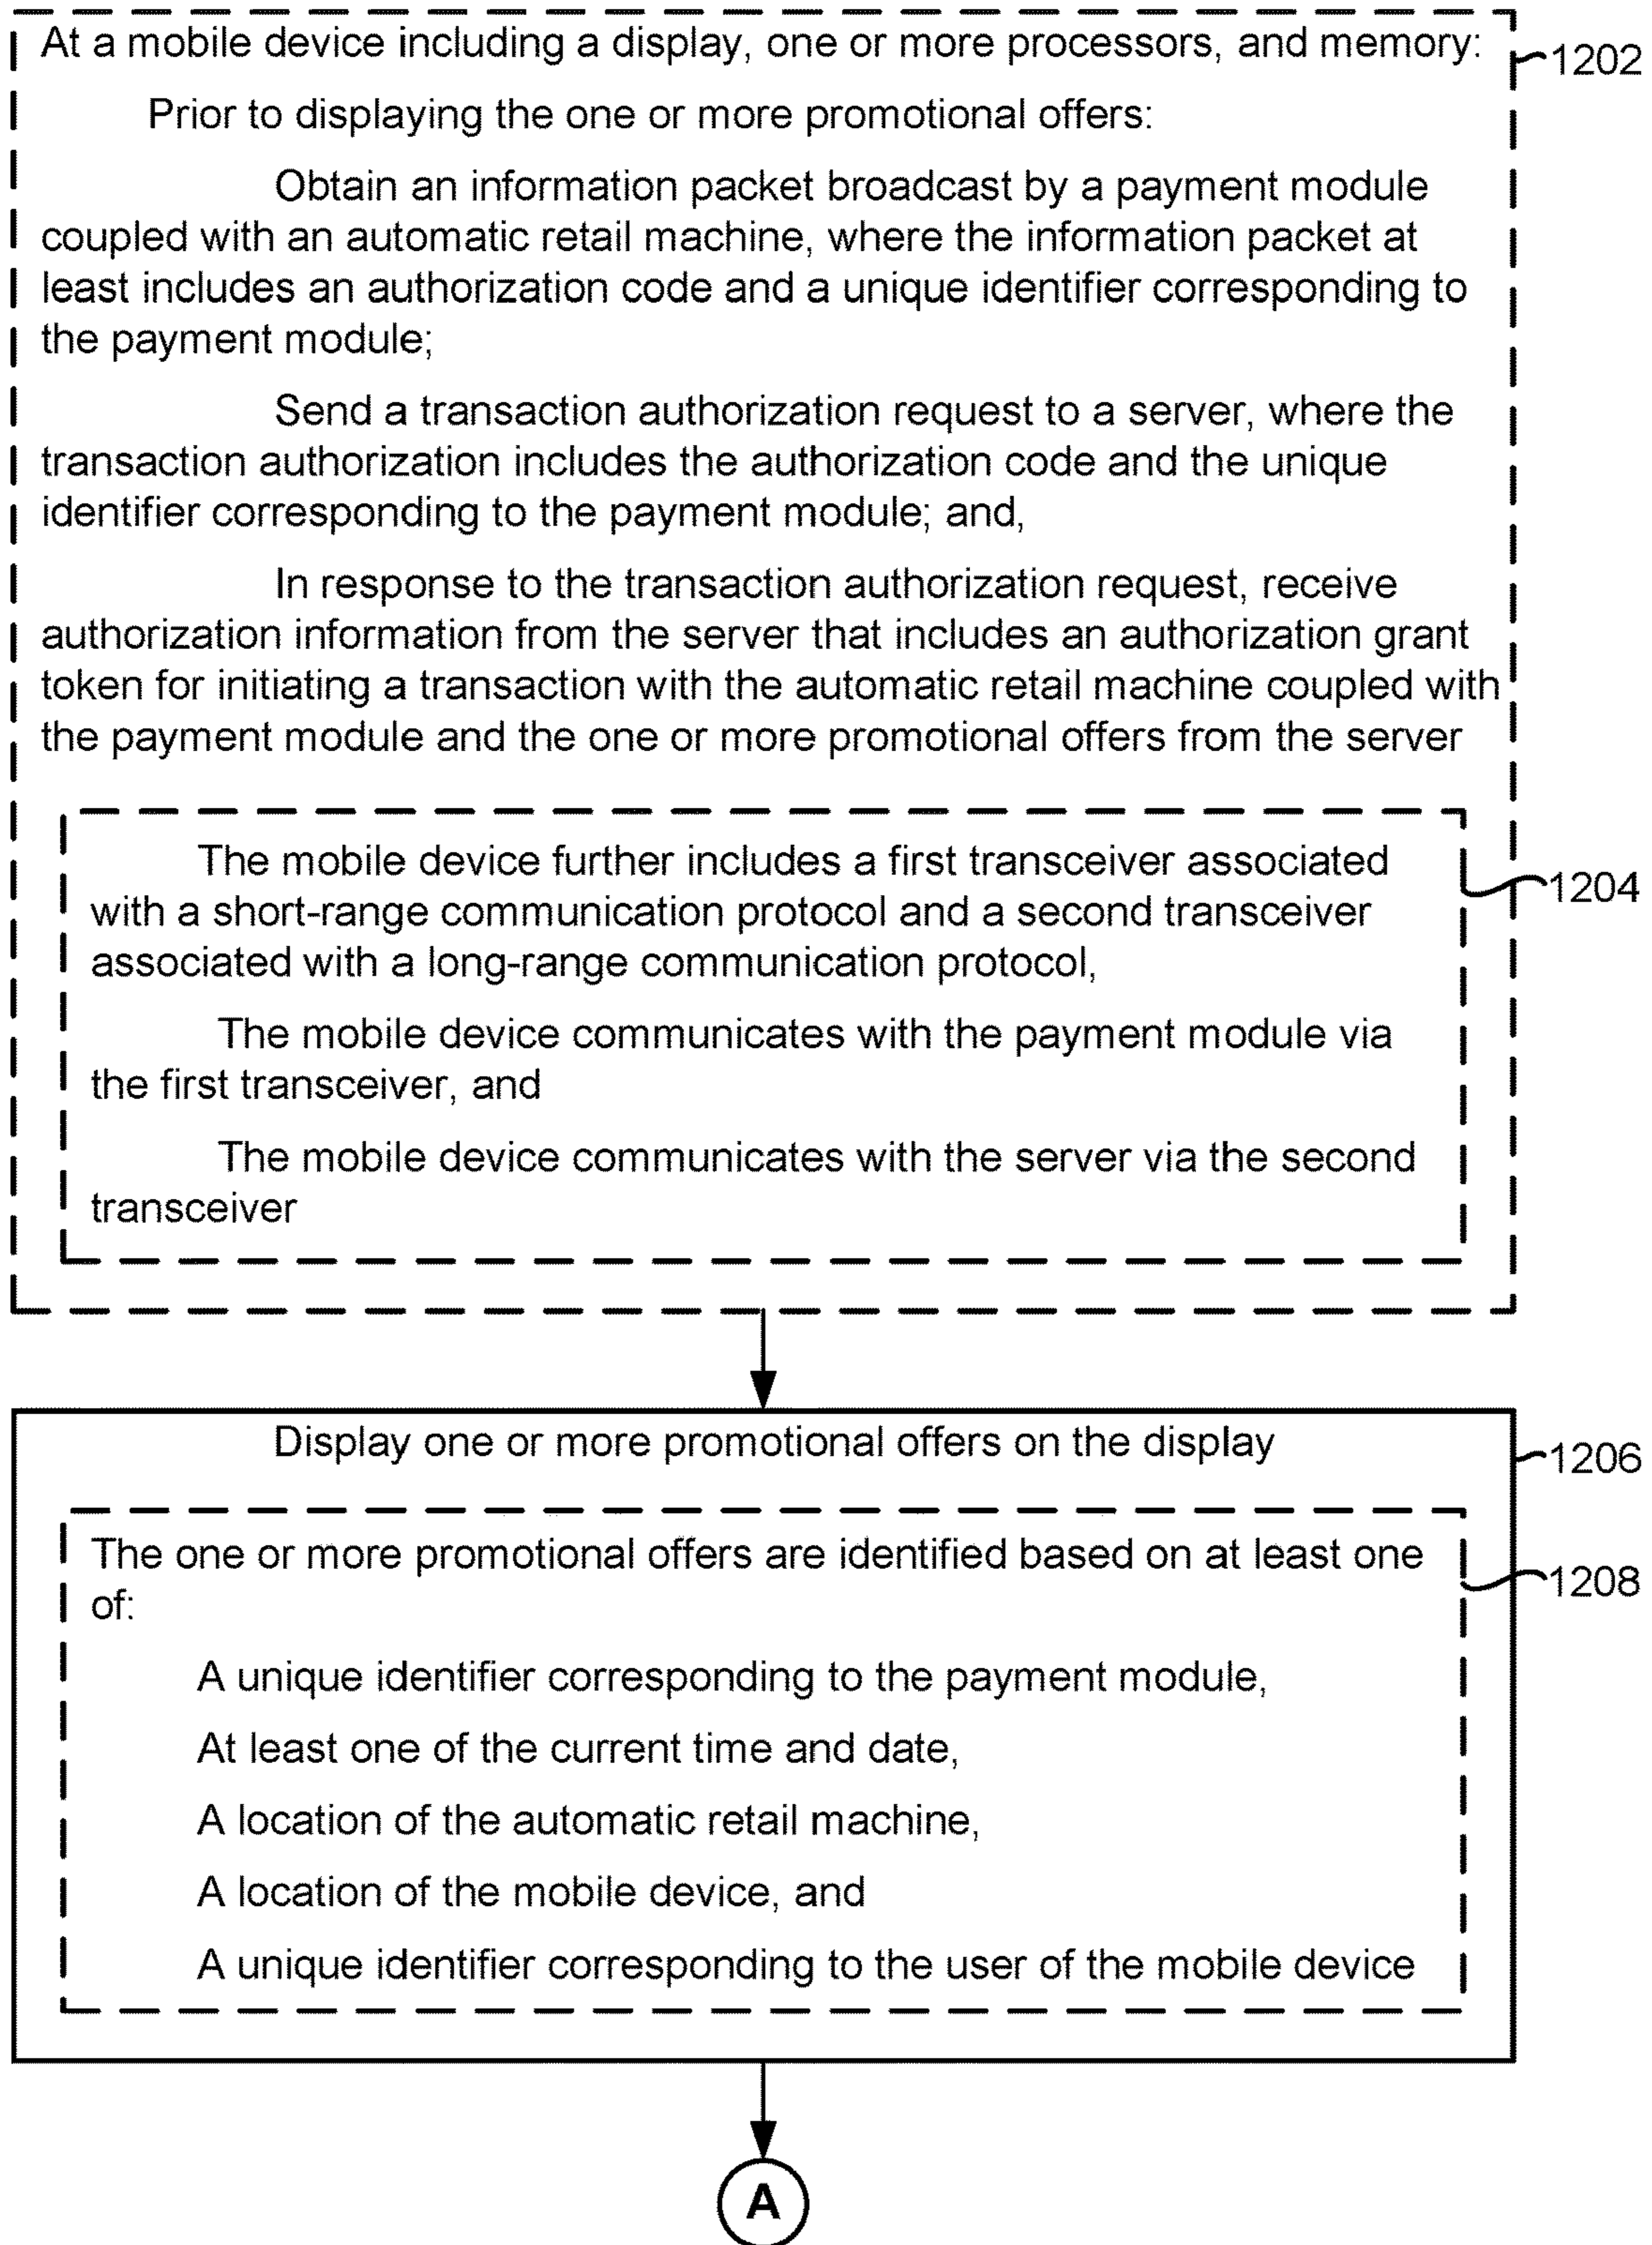 At a mobile device including a display, one or more processors, and memory:
1202
Prior to displaying the one or more promotional offers:
Obtain an information packet broadcast by a payment module
coupled with an automatic retail machine, where the information packet at
least includes an authorization code and a unique identifier corresponding to
the payment module;
Send a transaction authorization request to a server, where the
transaction authorization includes the authorization code and the unique
identifier corresponding to the payment module; and,
In response to the transaction authorization request, receive
authorization information from the server that includes an authorization grant
token for initiating a transaction with the automatic retail machine coupled with
the payment module and the one or more promotional offers from the server
The mobile device further includes a first transceiver associated
1204
with a short-range communication protocol and a second transceiver
associated with a long-range communication protocol,
The mobile device communicates with the payment module via
the first transceiver, and
The mobile device communicates with the server via the second
transceiver
Display one or more promotional offers on the display
1206
The one or more promotional offers are identified based on at least one
1208
of:
A unique identifier corresponding to the payment module,
At least one of the current time and date,
A location of the automatic retail machine,
A location of the mobile device, and
A unique identifier corresponding to the user of the mobile device
A